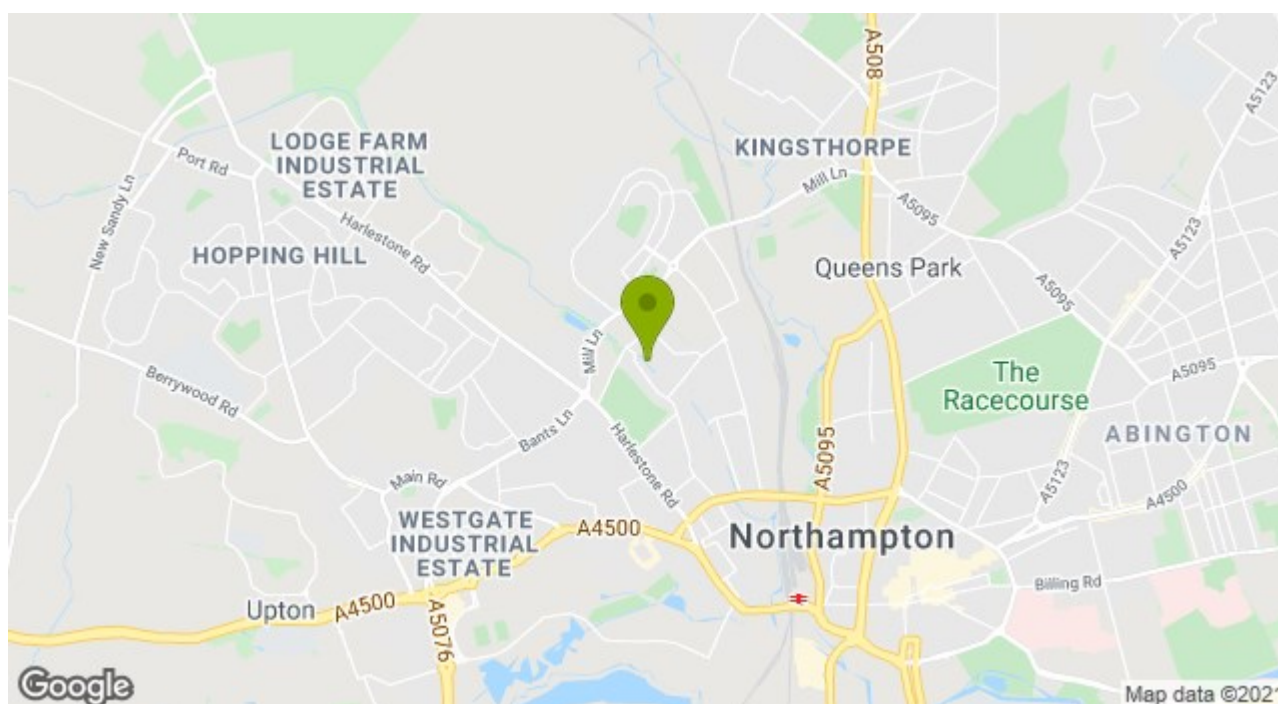 A508
A5123
LODGE FARM
INDUSTRIAL
ESTATE
KINGSTHORPE
Port Rd
Mill Ln
A5095
New Sandy Ln
Harlestone Rd
A5123
HOPPING HILL
Queens Park
A5095
Mill Ln
The
Racecourse
A5095
Berrywood Rd
Bants Ln
Harlestone Rd
A5095
ABINGTON
Main Rd
A5123
A4500
WESTGATE
INDUSTRIAL
ESTATE
A4500
Northampton
Billing Rd
Upton
A4500
A5076
Google
Map data ©2021